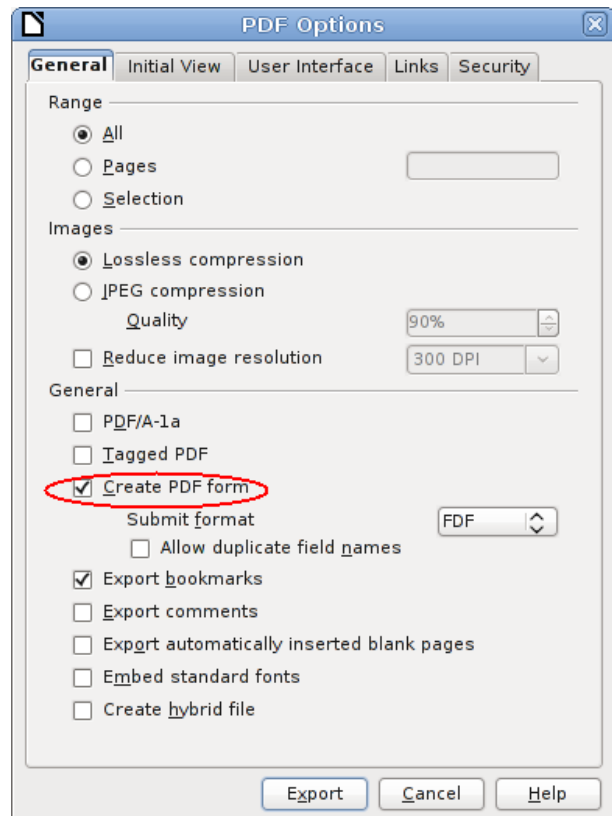 PDF Options
General Initial View User Interface Links Security
Range
All
Pages
Selection
Images
Lossless compression
JPEG compression
Quality 90%
Reduce image resolution 300 DPI
General
PDF/A-1a
Tagged PDF
Create PDF form
Submit format FDF
Allow duplicate field names
Export bookmarks
Export comments
Export automatically inserted blank pages
Embed standard fonts
Create hybrid file
Export Cancel Help